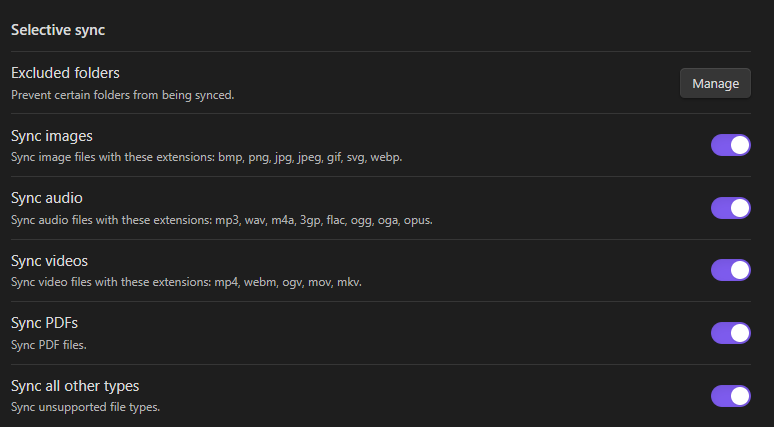 Selective sync
Excluded folders
Prevent certain folders from being synced.
Manage
Sync images
Sync image files with these extensions: bmp, png, jpg, jpeg, gif, svg, webp.
Sync audio
Sync audio files with these extensions: mp3, wav, m4a, 3gp, flac, ogg, oga, opus.
Sync videos
Sync video files with these extensions: mp4, webm, ogv, mov, mkv.
Sync PDFs
Sync PDF files.
Sync all other types
Sync unsupported file types.